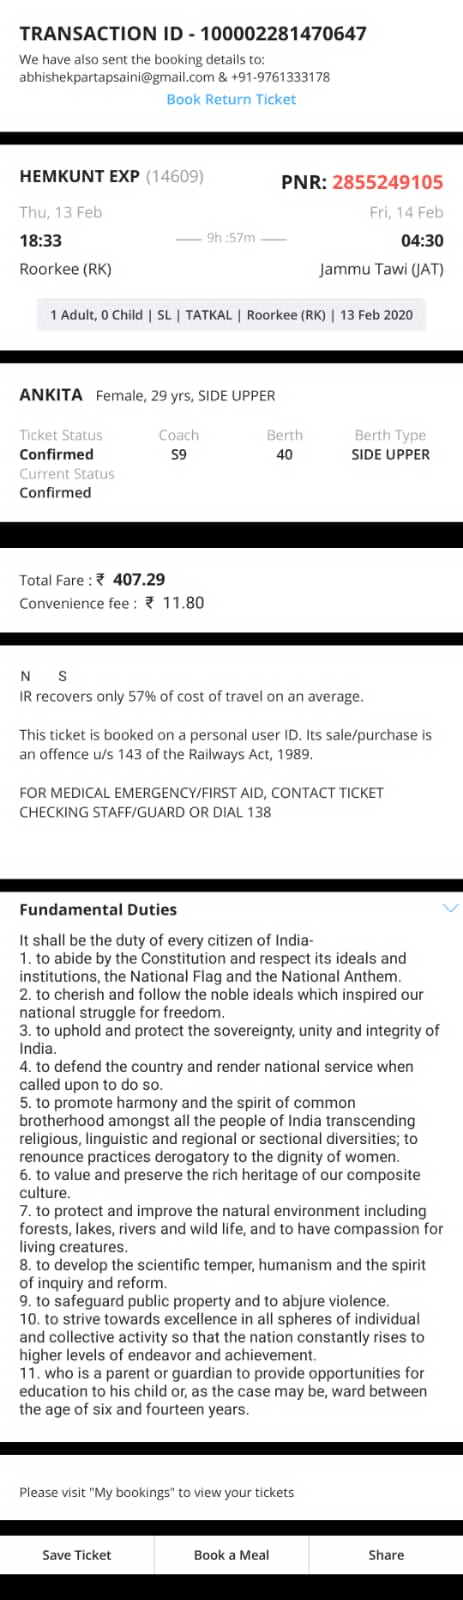 TRANSACTION ID - 100002281470647
We have also sent the booking details to:
abhishekpartapsaini@gmail.com & +91-9761333178
Book Return Ticket
HEMKUNT EXP (14609)
PNR: 2855249105
Thu, 13 Feb
Fri, 14 Feb
18:33
9h :57m
04:30
Roorkee (RK)
Jammu Tawi (JAT)
1 Adult, 0 Child | SL | TATKAL | Roorkee (RK) | 13 Feb 2020
ANKITA Female, 29 yrs, SIDE UPPER
Ticket Status Coach Berth Berth Type
Confirmed S9 40 SIDE UPPER
Current Status
Confirmed
Total Fare : ₹ 407.29
Convenience fee : ₹ 11.80
N S
IR recovers only 57% of cost of travel on an average.
This ticket is booked on a personal user ID. Its sale/purchase is
an offence u/s 143 of the Railways Act, 1989.
FOR MEDICAL EMERGENCY/FIRST AID, CONTACT TICKET
CHECKING STAFF/GUARD OR DIAL 138
Fundamental Duties
It shall be the duty of every citizen of India-
1. to abide by the Constitution and respect its ideals and
institutions, the National Flag and the National Anthem.
2. to cherish and follow the noble ideals which inspired our
national struggle for freedom.
3. to uphold and protect the sovereignty, unity and integrity of
India.
4. to defend the country and render national service when
called upon to do so.
5. to promote harmony and the spirit of common
brotherhood amongst all the people of India transcending
religious, linguistic and regional or sectional diversities; to
renounce practices derogatory to the dignity of women.
6. to value and preserve the rich heritage of our composite
culture.
7. to protect and improve the natural environment including
forests, lakes, rivers and wild life, and to have compassion for
living creatures.
8. to develop the scientific temper, humanism and the spirit
of inquiry and reform.
9. to safeguard public property and to abjure violence.
10. to strive towards excellence in all spheres of individual
and collective activity so that the nation constantly rises to
higher levels of endeavor and achievement.
11. who is a parent or guardian to provide opportunities for
education to his child or, as the case may be, ward between
the age of six and fourteen years.
Please visit "My bookings" to view your tickets
Save Ticket
Book a Meal
Share